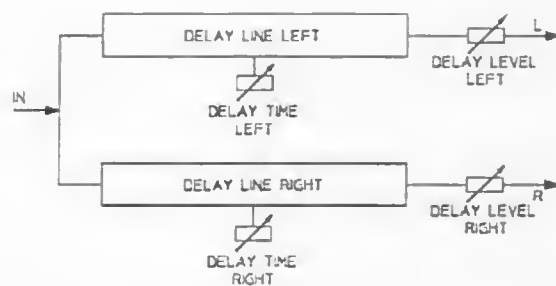 DELAY LINE LEFT
L
DELAY LEVEL
LEFT
IN
DELAY TIME
LEFT
DELAY LINE RIGHT
R
DELAY LEVEL
RIGHT
DELAY TIME
RIGHT